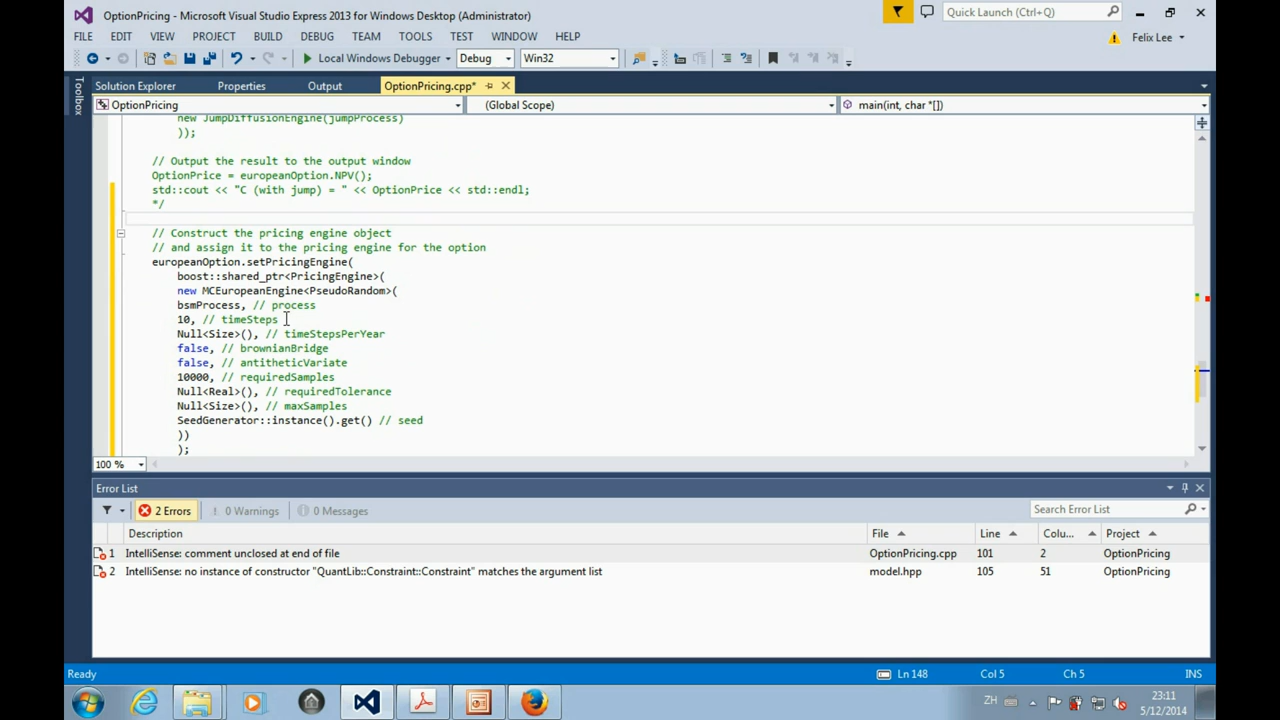 OptionPricing - Microsoft Visual Studio Express 2013 for Windows Desktop (Administrator)
Quick Launch (Ctrl+Q)
FILE EDIT VIEW PROJECT BUILD DEBUG TEAM TOOLS TEST WINDOW HELP
Felix Lee
Local Windows Debugger Debug Win32
Toolbox
Solution Explorer Properties Output OptionPricing.cpp*
OptionPricing (Global Scope) main(int, char *[])
new JumpDiffusionEngine(jumpProcess)
));
// Output the result to the output window
OptionPrice = europeanOption.NPV();
std::cout << "C (with jump) = " << OptionPrice << std::endl;
*/
// Construct the pricing engine object
// and assign it to the pricing engine for the option
europeanOption.setPricingEngine(
boost::shared_ptr<PricingEngine>(
new MCEuropeanEngine<PseudoRandom>(
bsmProcess, // process
10, // timeSteps
Null<Size>(), // timeStepsPerYear
false, // brownianBridge
false, // antitheticVariate
10000, // requiredSamples
Null<Real>(), // requiredTolerance
Null<Size>(), // maxSamples
SeedGenerator::instance().get() // seed
))
);
100 %
Error List
2 Errors 0 Warnings 0 Messages Search Error List
Description File Line Colu... Project
1 IntelliSense: comment unclosed at end of file OptionPricing.cpp 101 2 OptionPricing
2 IntelliSense: no instance of constructor "QuantLib::Constraint::Constraint" matches the argument list model.hpp 105 51 OptionPricing
Ready Ln 148 Col 5 Ch 5 INS
ZH 23:11
5/12/2014